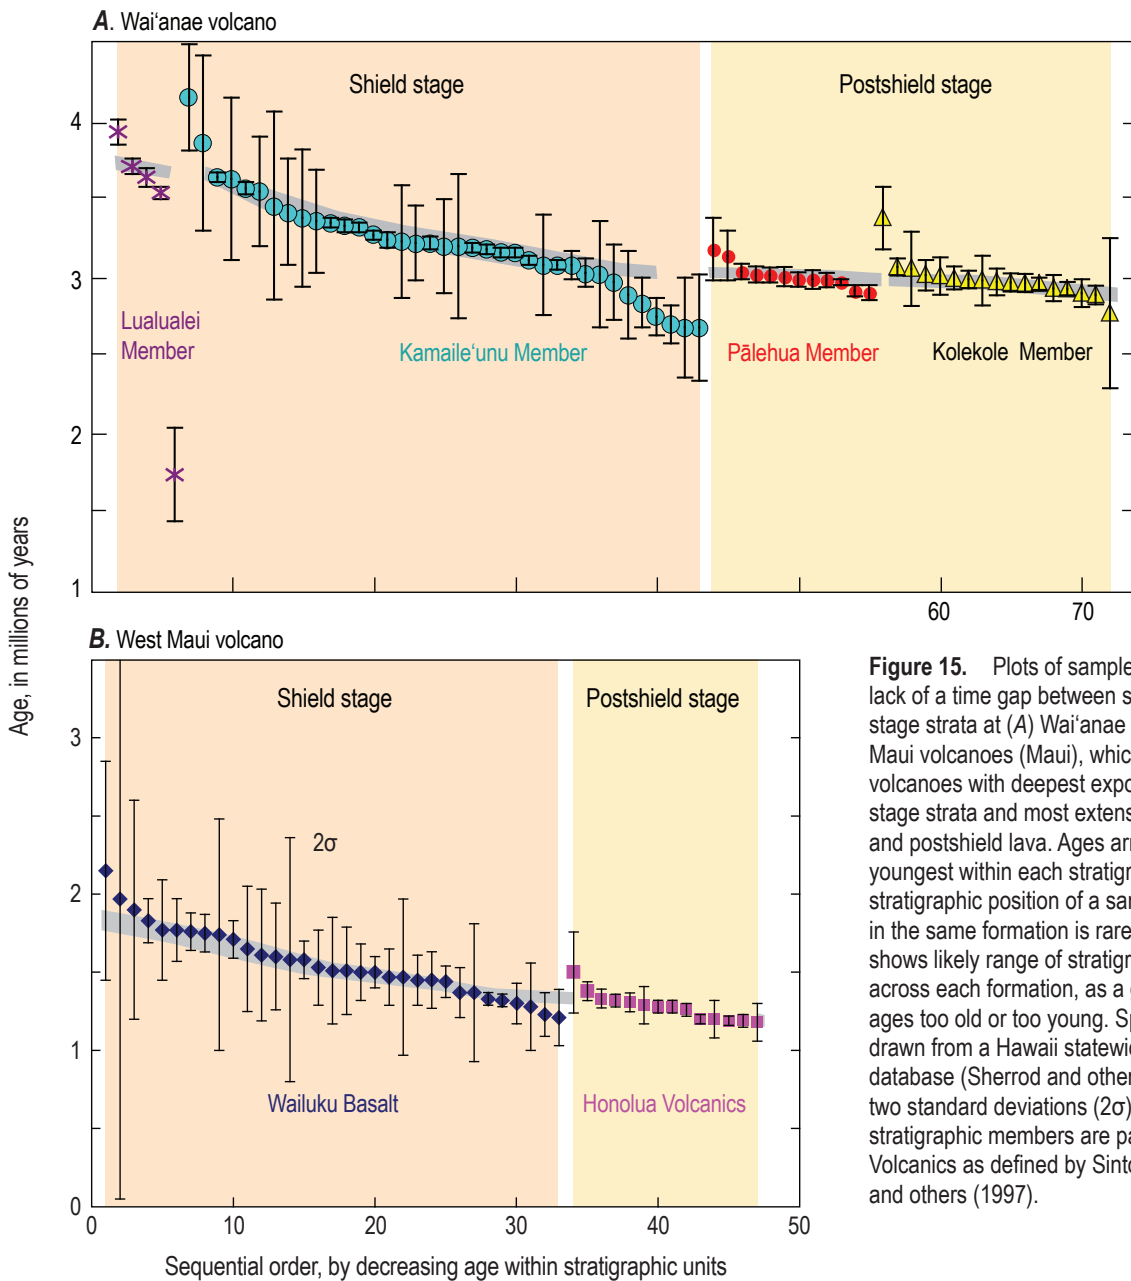 A. Wai‘anae volcano
Shield stage
Postshield stage
4
3
2
1
Lualualei
Member
Kamaile‘unu Member
Pālehua Member
Kolekole Member
60
70
Age, in millions of years
B. West Maui volcano
Shield stage
Postshield stage
3
2
1
0
2σ
Wailuku Basalt
Honolua Volcanics
0
10
20
30
40
50
Sequential order, by decreasing age within stratigraphic units
Figure 15. Plots of sample
lack of a time gap between s
stage strata at (A) Wai‘anae
Maui volcanoes (Maui), which
volcanoes with deepest expo
stage strata and most extens
and postshield lava. Ages arr
youngest within each stratigr
stratigraphic position of a sar
in the same formation is rare
shows likely range of stratigr
across each formation, as a g
ages too old or too young. Sp
drawn from a Hawaii statewic
database (Sherrod and other
two standard deviations (2σ)
stratigraphic members are pa
Volcanics as defined by Sinto
and others (1997).